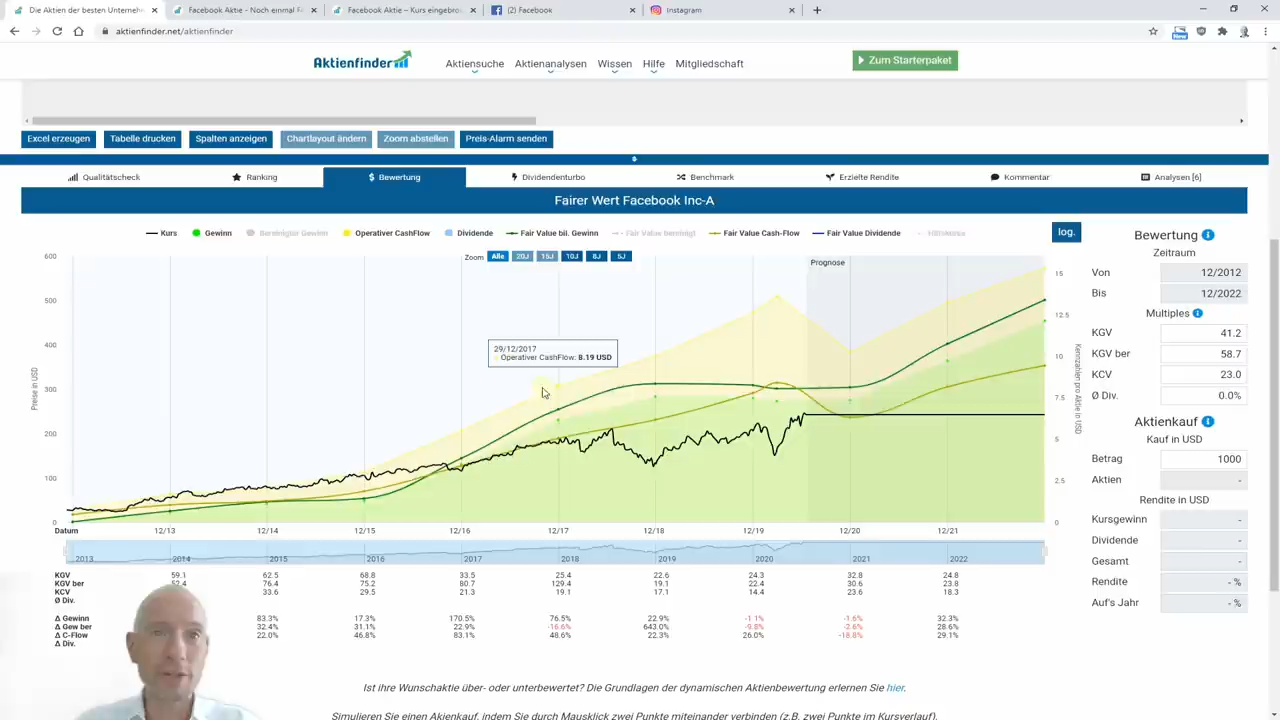 Die Aktien der besten Unternehm
Facebook Aktie - Noch einmal F
Facebook Aktie – Kurs eingebro
(2) Facebook
Instagram
aktienfinder.net/aktienfinder
New
Aktienfinder
Aktiensuche
Aktienanalysen
Wissen
Hilfe
Mitgliedschaft
Zum Starterpaket
Excel erzeugen
Tabelle drucken
Spalten anzeigen
Chartlayout ändern
Zoom abstellen
Preis-Alarm senden
Qualitätscheck
Ranking
$ Bewertung
Dividendenturbo
Benchmark
Erzielte Rendite
Kommentar
Analysen [6]
Fairer Wert Facebook Inc-A
Kurs
Gewinn
Bereinigter Gewinn
Operativer CashFlow
Dividende
Fair Value bil. Gewinn
Fair Value bereinigt
Fair Value Cash-Flow
Fair Value Dividende
log.
Zoom
Alle
20J
15J
10J
8J
5J
Prognose
600
500
400
300
200
100
0
Preise in USD
15
12.5
10
7.5
5
2.5
0
Kennzahlen pro Aktie in USD
29/12/2017
Operativer CashFlow: 8.19 USD
Datum 12/13 12/14 12/15 12/16 12/17 12/18 12/19 12/20 12/21
2013 2014 2015 2016 2017 2018 2019 2020 2021 2022
KGV 59.1 62.5 68.8 33.5 25.4 22.6 24.3 32.8 24.8
KGV ber 52.4 76.4 75.2 80.7 129.4 19.1 22.4 30.6 23.8
KCV 33.6 29.5 21.3 19.1 17.1 14.4 23.6 18.3
Ø Div.
Δ Gewinn 83.3% 17.3% 170.5% 76.5% 22.9% -1.1% -1.6% 32.3%
Δ Gew ber 32.4% 31.1% 22.9% -16.6% 643.0% -9.8% -2.6% 28.6%
Δ C-Flow 22.0% 46.8% 83.1% 48.6% 22.3% 26.0% -18.8% 29.1%
Δ Div.
Bewertung
Zeitraum
Von 12/2012
Bis 12/2022
Multiples
KGV 41.2
KGV ber 58.7
KCV 23.0
Ø Div. 0.0%
Aktienkauf
Kauf in USD
Betrag 1000
Aktien -
Rendite in USD
Kursgewinn -
Dividende -
Gesamt -
Rendite - %
Auf's Jahr - %
Ist ihre Wunschaktie über- oder unterbewertet? Die Grundlagen der dynamischen Aktienbewertung erlernen Sie hier.
Simulieren Sie einen Akienkauf, indem Sie durch Mausklick zwei Punkte miteinander verbinden (z.B. zwei Punkte im Kursverlauf).